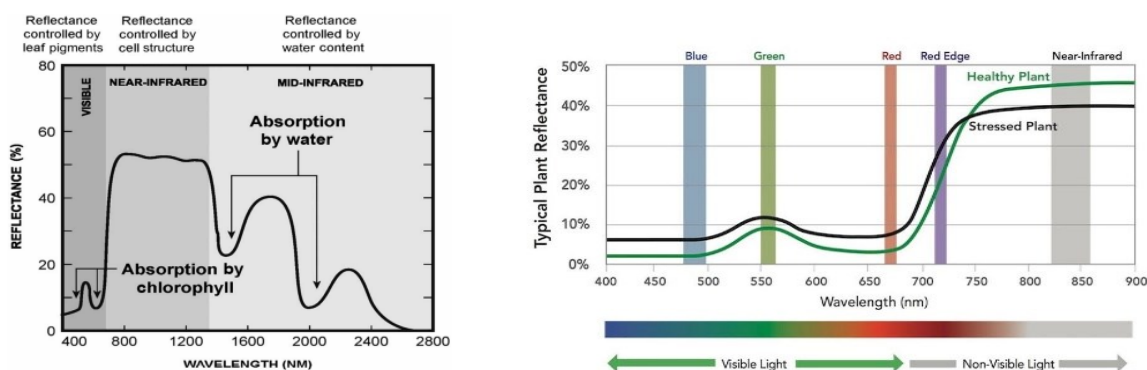 Reflectance
controlled by
leaf pigments
Reflectance
controlled by
cell structure
Reflectance
controlled by
water content
80
60
40
20
0
REFLECTANCE (%)
VISIBLE
NEAR-INFRARED
MID-INFRARED
Absorption
by water
Absorption by
chlorophyll
400 800 1200 1600 2000 2400 2800
WAVELENGTH (NM)
Blue Green Red Red Edge Near-Infrared
50%
40%
30%
20%
10%
0%
Typical Plant Reflectance
Healthy Plant
Stressed Plant
400 450 500 550 600 650 700 750 800 850 900
Wavelength (nm)
Visible Light Non-Visible Light